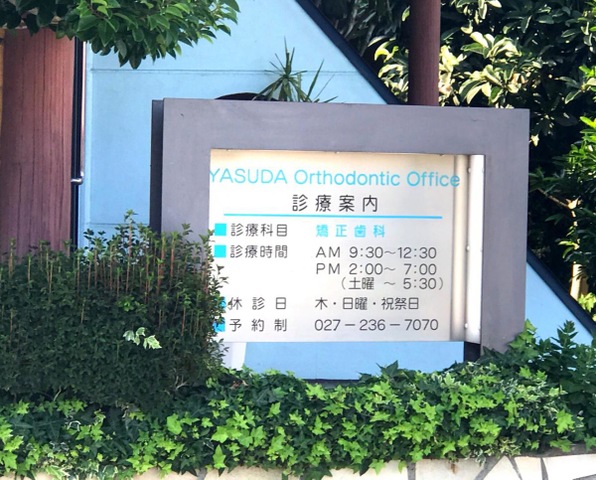 YASUDA Orthodontic Office
診療案内
診療科目 矯正歯科
診療時間 AM 9:30〜12:30
PM 2:00〜 7:00
(土曜 〜 5:30)
休診日 木・日曜・祝祭日
予約制 027-236-7070